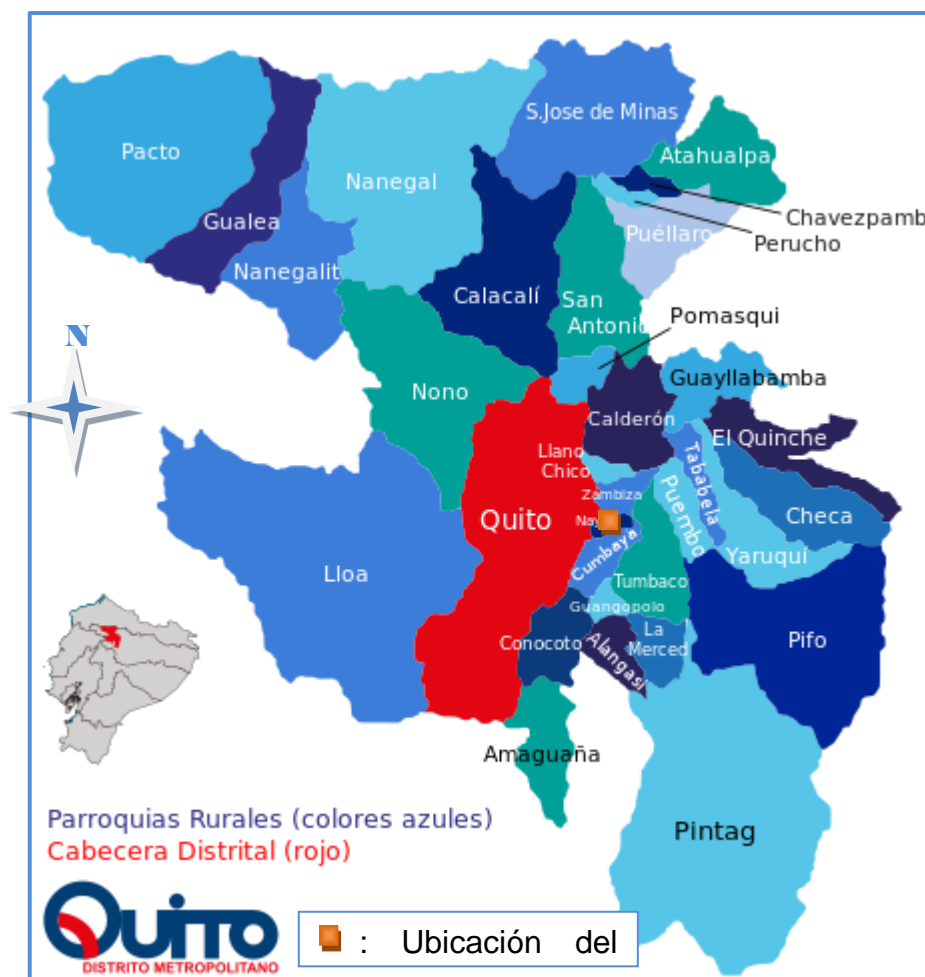 S.Jose de Minas
Pacto
Atahualpa
Nanegal
Gualea
Chavezpamb
Puéllaro
Perucho
Nanegalit
Calacalí
San
Antonio
Pomasqui
N
Guayllabamba
Nono
Calderón
El Quinche
Llano
Chico
Tababela
Puembo
Zambiza
Checa
Quito
Nay
Cumbaya
Yaruquí
Lloa
Tumbaco
Guangopolo
La
Merced
Conocoto
Alangasi
Pifo
Amaguaña
Parroquias Rurales (colores azules)
Cabecera Distrital (rojo)
Pintag
QUITO
DISTRITO METROPOLITANO
: Ubicación del